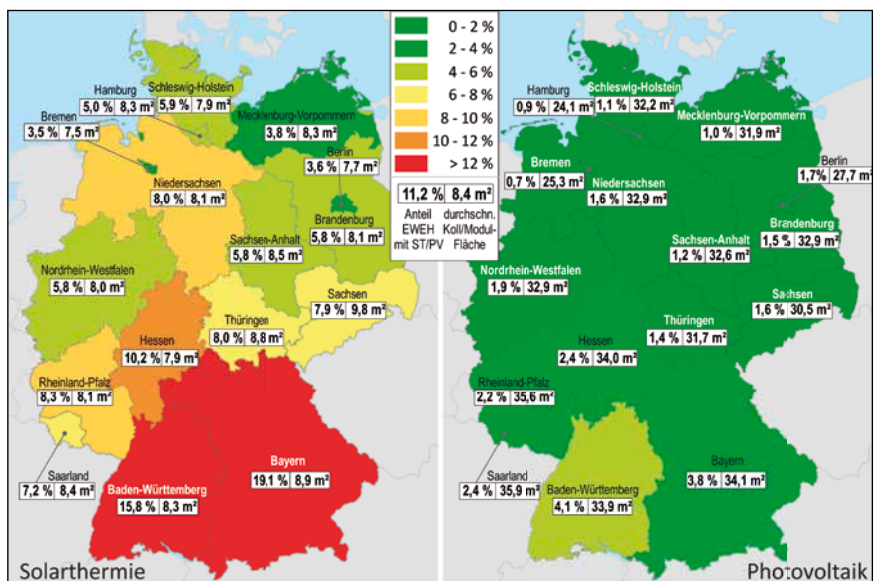 Hamburg
5,0 % 8,3 m²
Schleswig-Holstein
5,9 % 7,9 m²
Bremen
3,5 % 7,5 m²
Mecklenburg-Vorpommern
3,8 % 8,3 m²
Berlin
3,6 % 7,7 m²
Niedersachsen
8,0 % 8,1 m²
Brandenburg
5,8 % 8,1 m²
Sachsen-Anhalt
5,8 % 8,5 m²
Nordrhein-Westfalen
5,8 % 8,0 m²
Sachsen
7,9 % 9,8 m²
Thüringen
8,0 % 8,8 m²
Hessen
10,2 % 7,9 m²
Rheinland-Pfalz
8,3 % 8,1 m²
Saarland
7,2 % 8,4 m²
Bayern
19,1 % 8,9 m²
Baden-Württemberg
15,8 % 8,3 m²
Solarthermie
0 - 2 %
2 - 4 %
4 - 6 %
6 - 8 %
8 - 10 %
10 - 12 %
> 12 %
11,2 % 8,4 m²
Anteil durchschn.
EWEH Koll/Modul-
mit ST/PV Fläche
Hamburg
0,9 % 24,1 m²
Schleswig-Holstein
1,1 % 32,2 m²
Mecklenburg-Vorpommern
1,0 % 31,9 m²
Bremen
0,7 % 25,3 m²
Berlin
1,7% 27,7 m²
Niedersachsen
1,6 % 32,9 m²
Brandenburg
1,5 % 32,9 m²
Sachsen-Anhalt
1,2 % 32,6 m²
Nordrhein-Westfalen
1,9 % 32,9 m²
Sachsen
1,6 % 30,5 m²
Thüringen
1,4 % 31,7 m²
Hessen
2,4 % 34,0 m²
Rheinland-Pfalz
2,2 % 35,6 m²
Saarland
2,4 % 35,9 m²
Bayern
3,8 % 34,1 m²
Baden-Württemberg
4,1 % 33,9 m²
Photovoltaik